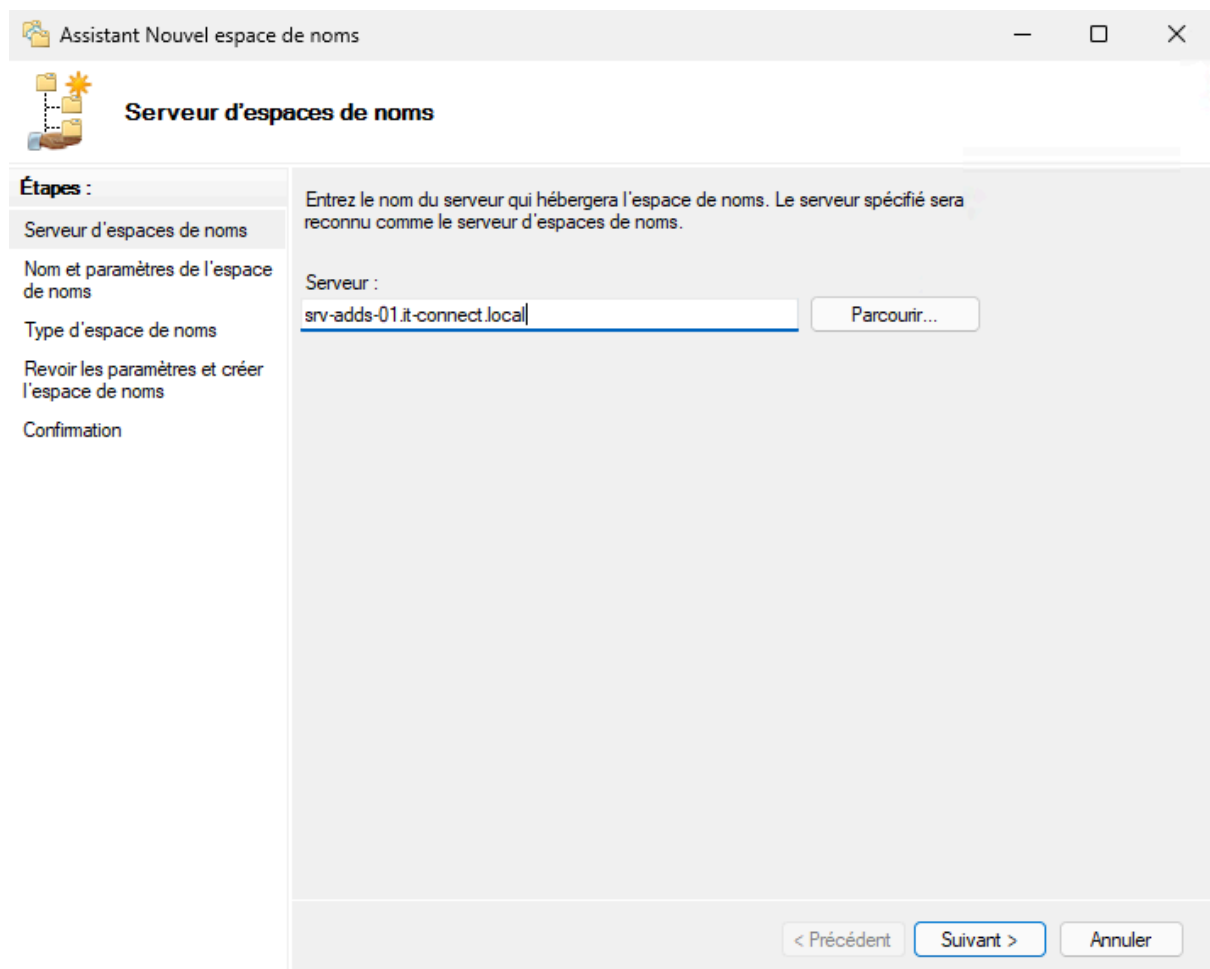 Assistant Nouvel espace de noms
Serveur d'espaces de noms
Étapes :
Serveur d'espaces de noms
Nom et paramètres de l'espace
de noms
Type d'espace de noms
Revoir les paramètres et créer
l'espace de noms
Confirmation
Entrez le nom du serveur qui hébergera l'espace de noms. Le serveur spécifié sera
reconnu comme le serveur d'espaces de noms.
Serveur :
srv-adds-01.it-connect.local
Parcourir...
< Précédent
Suivant >
Annuler